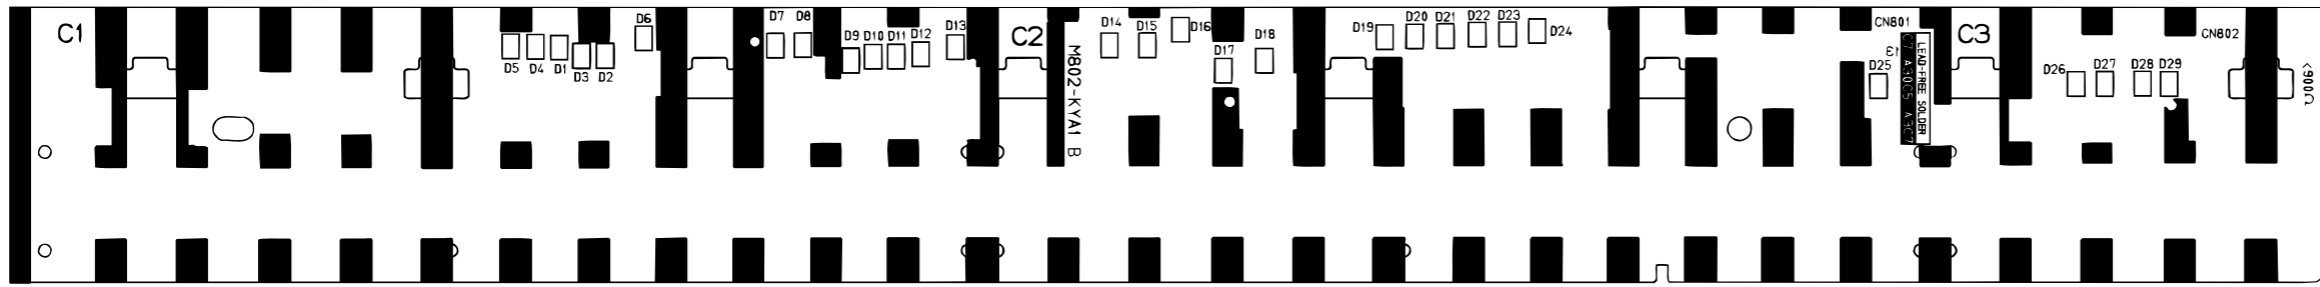 C1
D5
D4
D1
D3
D2
D6
D7
D8
D9
D10
D11
D12
D13
C2
M802-KYA1 B
D14
D15
D16
D17
D18
D19
D20
D21
D22
D23
D24
CN801
D25
LEAD-FREE SOLDER
C3
D26
D27
D28
D29
CN802
<900Ω